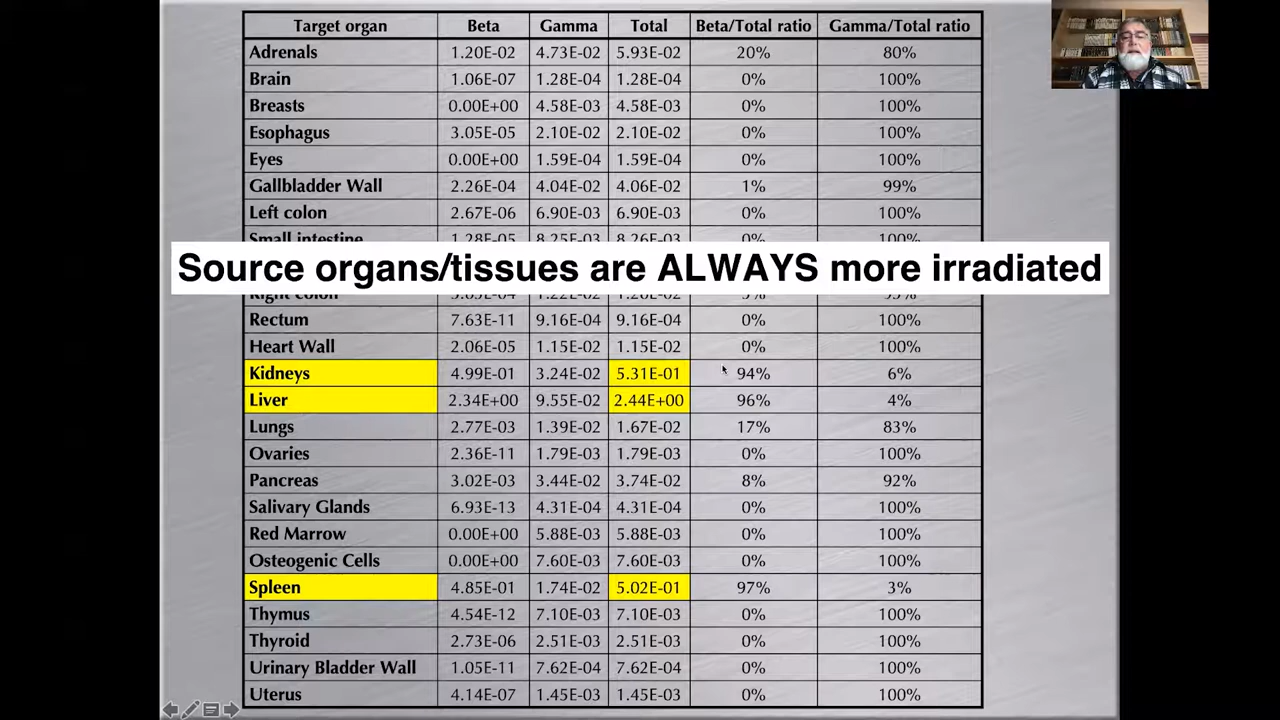 Target organ Beta Gamma Total Beta/Total ratio Gamma/Total ratio
Adrenals 1.20E-02 4.73E-02 5.93E-02 20% 80%
Brain 1.06E-07 1.28E-04 1.28E-04 0% 100%
Breasts 0.00E+00 4.58E-03 4.58E-03 0% 100%
Esophagus 3.05E-05 2.10E-02 2.10E-02 0% 100%
Eyes 0.00E+00 1.59E-04 1.59E-04 0% 100%
Gallbladder Wall 2.26E-04 4.04E-02 4.06E-02 1% 99%
Left colon 2.67E-06 6.90E-03 6.90E-03 0% 100%
Small intestine 1.28E-05 8.25E-03 8.26E-03 0% 100%
Source organs/tissues are ALWAYS more irradiated
Right colon
Rectum 7.63E-11 9.16E-04 9.16E-04 0% 100%
Heart Wall 2.06E-05 1.15E-02 1.15E-02 0% 100%
Kidneys 4.99E-01 3.24E-02 5.31E-01 94% 6%
Liver 2.34E+00 9.55E-02 2.44E+00 96% 4%
Lungs 2.77E-03 1.39E-02 1.67E-02 17% 83%
Ovaries 2.36E-11 1.79E-03 1.79E-03 0% 100%
Pancreas 3.02E-03 3.44E-02 3.74E-02 8% 92%
Salivary Glands 6.93E-13 4.31E-04 4.31E-04 0% 100%
Red Marrow 0.00E+00 5.88E-03 5.88E-03 0% 100%
Osteogenic Cells 0.00E+00 7.60E-03 7.60E-03 0% 100%
Spleen 4.85E-01 1.74E-02 5.02E-01 97% 3%
Thymus 4.54E-12 7.10E-03 7.10E-03 0% 100%
Thyroid 2.73E-06 2.51E-03 2.51E-03 0% 100%
Urinary Bladder Wall 1.05E-11 7.62E-04 7.62E-04 0% 100%
Uterus 4.14E-07 1.45E-03 1.45E-03 0% 100%